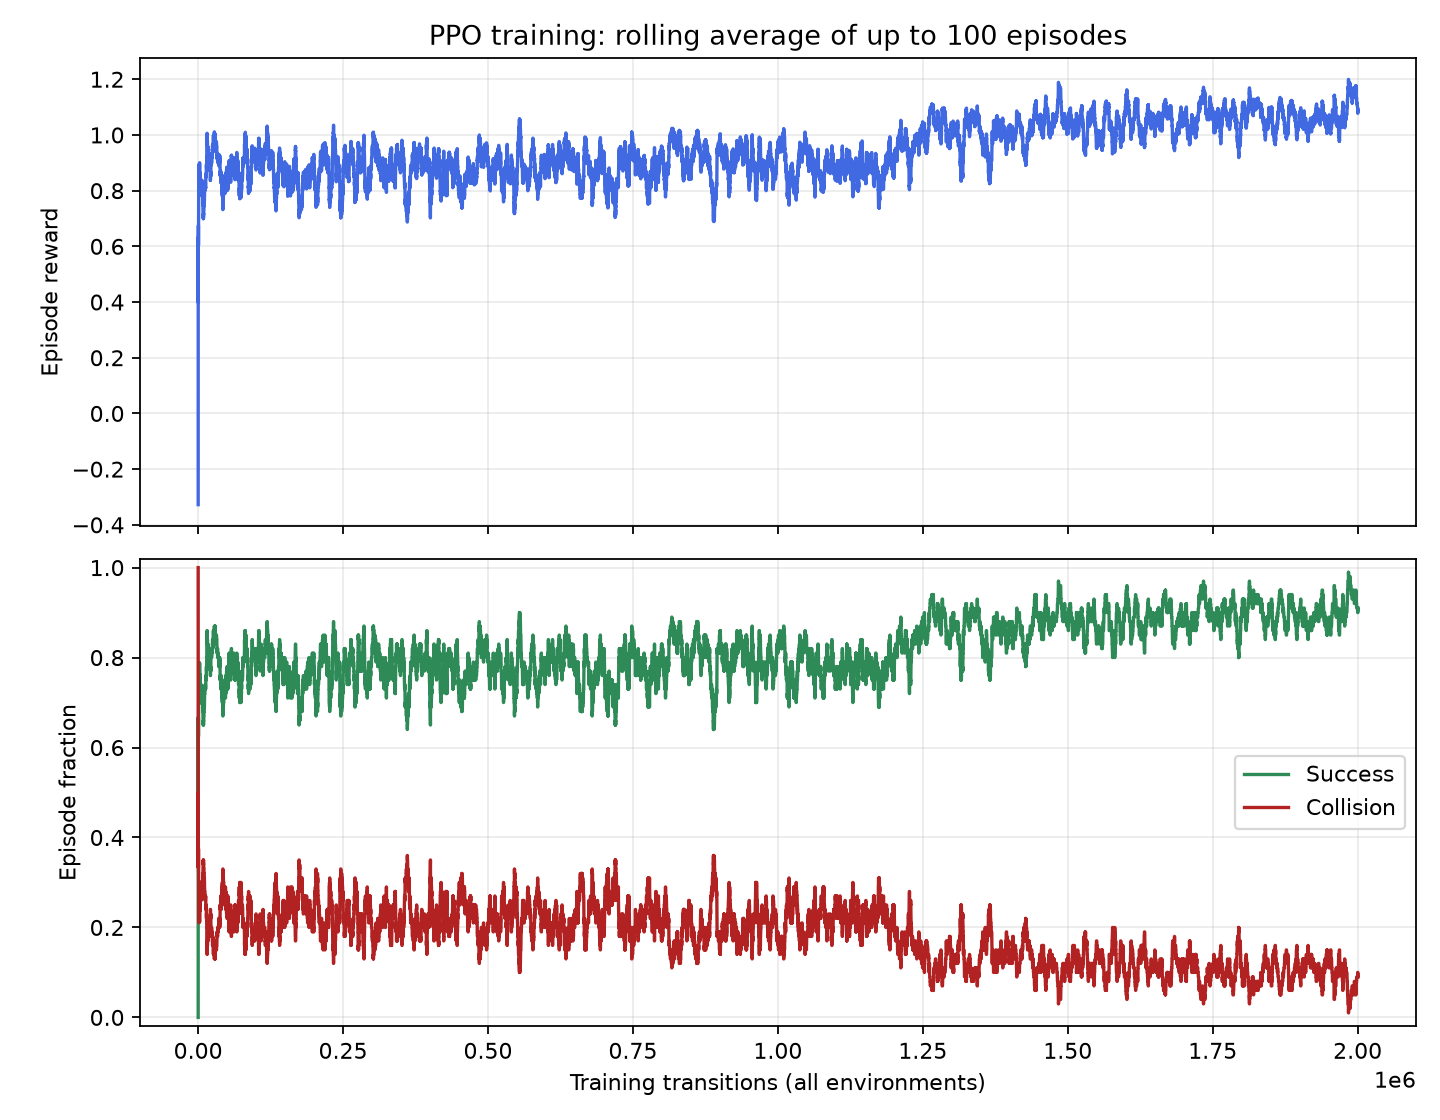 PPO training: rolling average of up to 100 episodes
1.2
1.0
0.8
0.6
0.4
0.2
0.0
−0.2
−0.4
Episode reward
1.0
0.8
0.6
0.4
0.2
0.0
Episode fraction
Success
Collision
0.00 0.25 0.50 0.75 1.00 1.25 1.50 1.75 2.00
Training transitions (all environments)
1e6